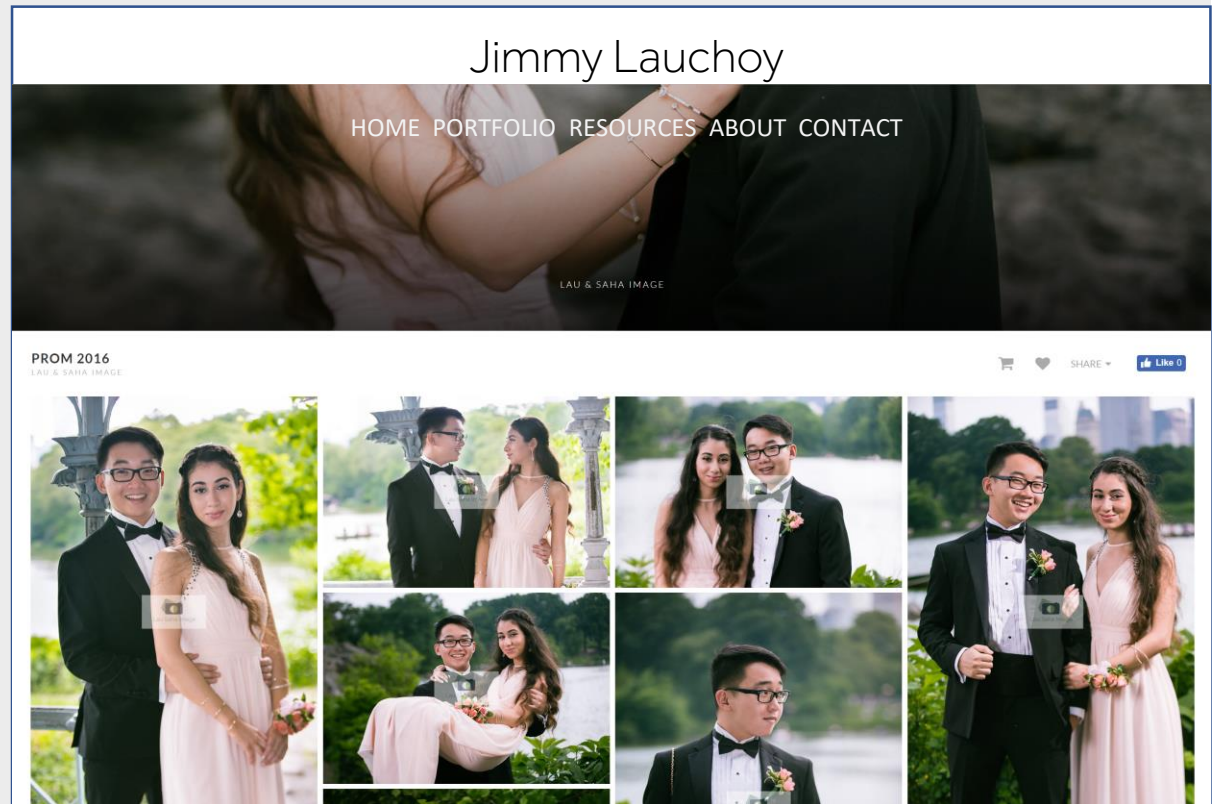 Jimmy Lauchoy
HOME PORTFOLIO RESOURCES ABOUT CONTACT
LAU & SAHA IMAGE
PROM 2016
LAU & SAHA IMAGE
SHARE
Like 0